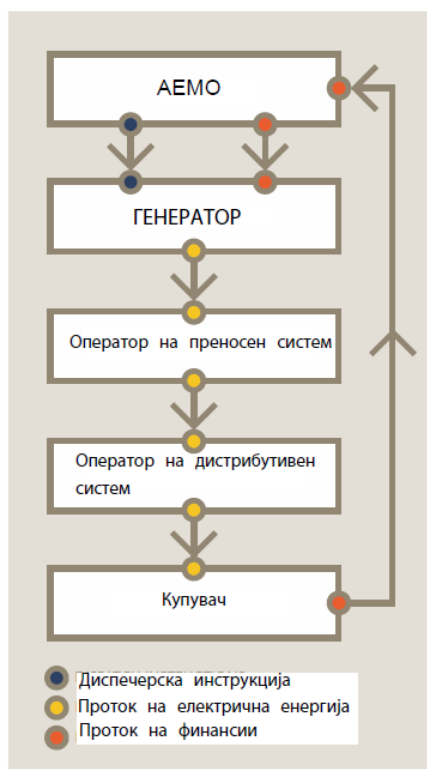 АЕМО
ГЕНЕРАТОР
Оператор на преносен систем
Оператор на дистрибутивен
систем
Купувач
Диспечерска инструкција
Проток на електрична енергија
Проток на финансии